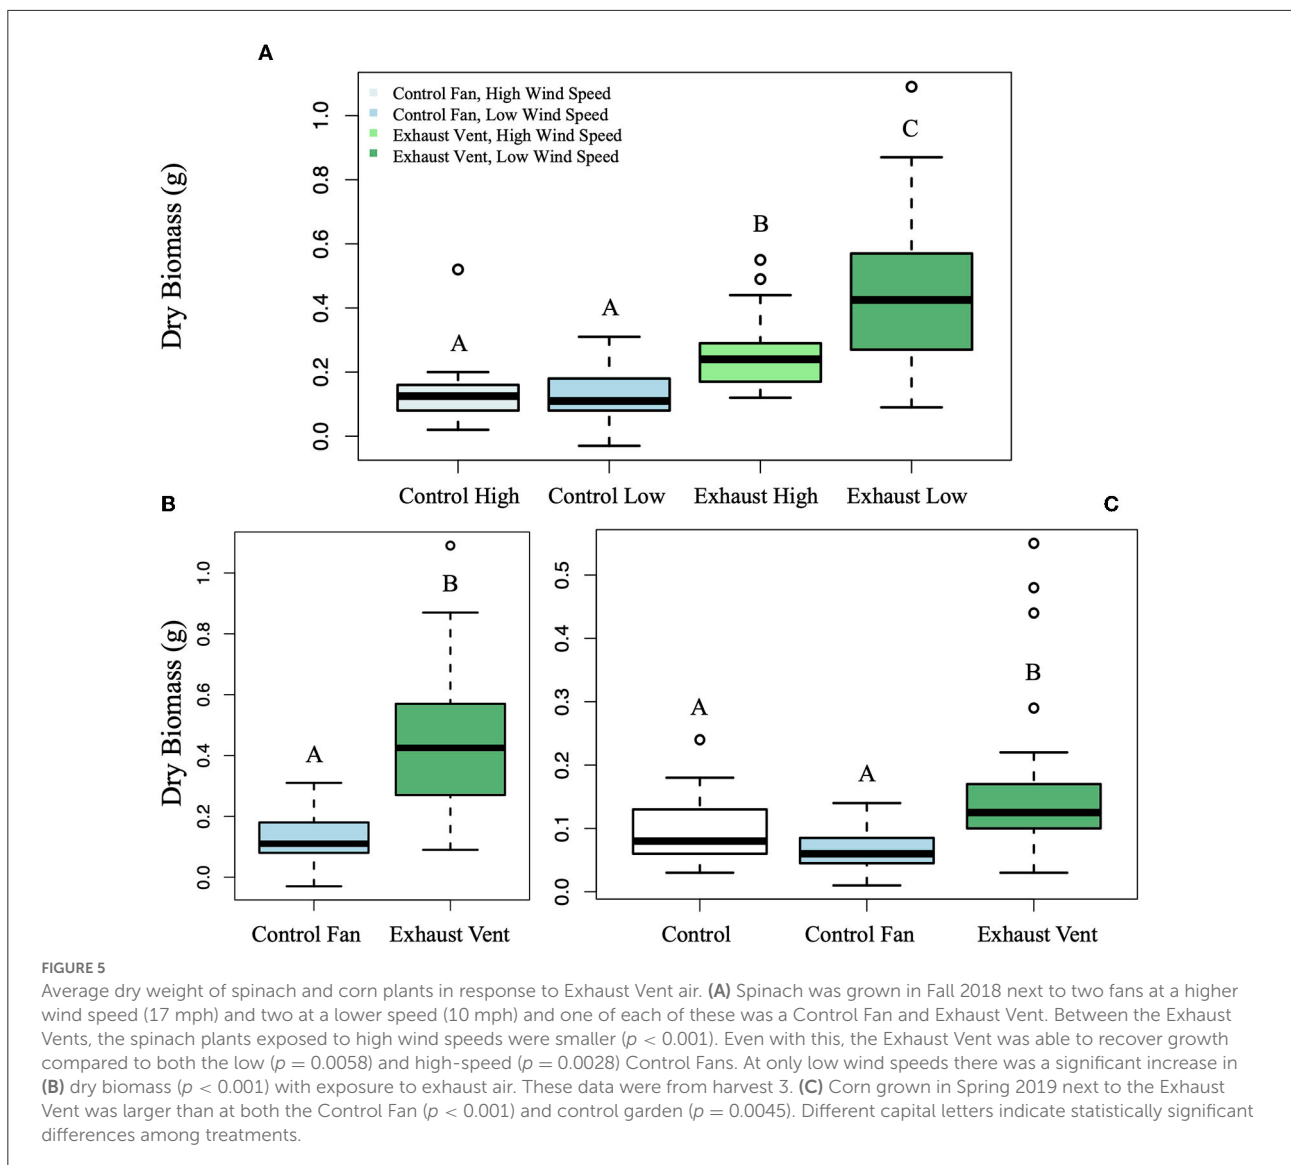 A
Control Fan, High Wind Speed
Control Fan, Low Wind Speed
Exhaust Vent, High Wind Speed
Exhaust Vent, Low Wind Speed
Dry Biomass (g)
1.0
0.8
0.6
0.4
0.2
0.0
A
A
B
C
Control High
Control Low
Exhaust High
Exhaust Low
B
Dry Biomass (g)
1.0
0.8
0.6
0.4
0.2
0.0
A
B
Control Fan
Exhaust Vent
C
0.5
0.4
0.3
0.2
0.1
0.0
A
A
B
Control
Control Fan
Exhaust Vent
FIGURE 5
Average dry weight of spinach and corn plants in response to Exhaust Vent air. (A) Spinach was grown in Fall 2018 next to two fans at a higher
wind speed (17 mph) and two at a lower speed (10 mph) and one of each of these was a Control Fan and Exhaust Vent. Between the Exhaust
Vents, the spinach plants exposed to high wind speeds were smaller (p < 0.001). Even with this, the Exhaust Vent was able to recover growth
compared to both the low (p = 0.0058) and high-speed (p = 0.0028) Control Fans. At only low wind speeds there was a significant increase in
(B) dry biomass (p < 0.001) with exposure to exhaust air. These data were from harvest 3. (C) Corn grown in Spring 2019 next to the Exhaust
Vent was larger than at both the Control Fan (p < 0.001) and control garden (p = 0.0045). Different capital letters indicate statistically significant
differences among treatments.